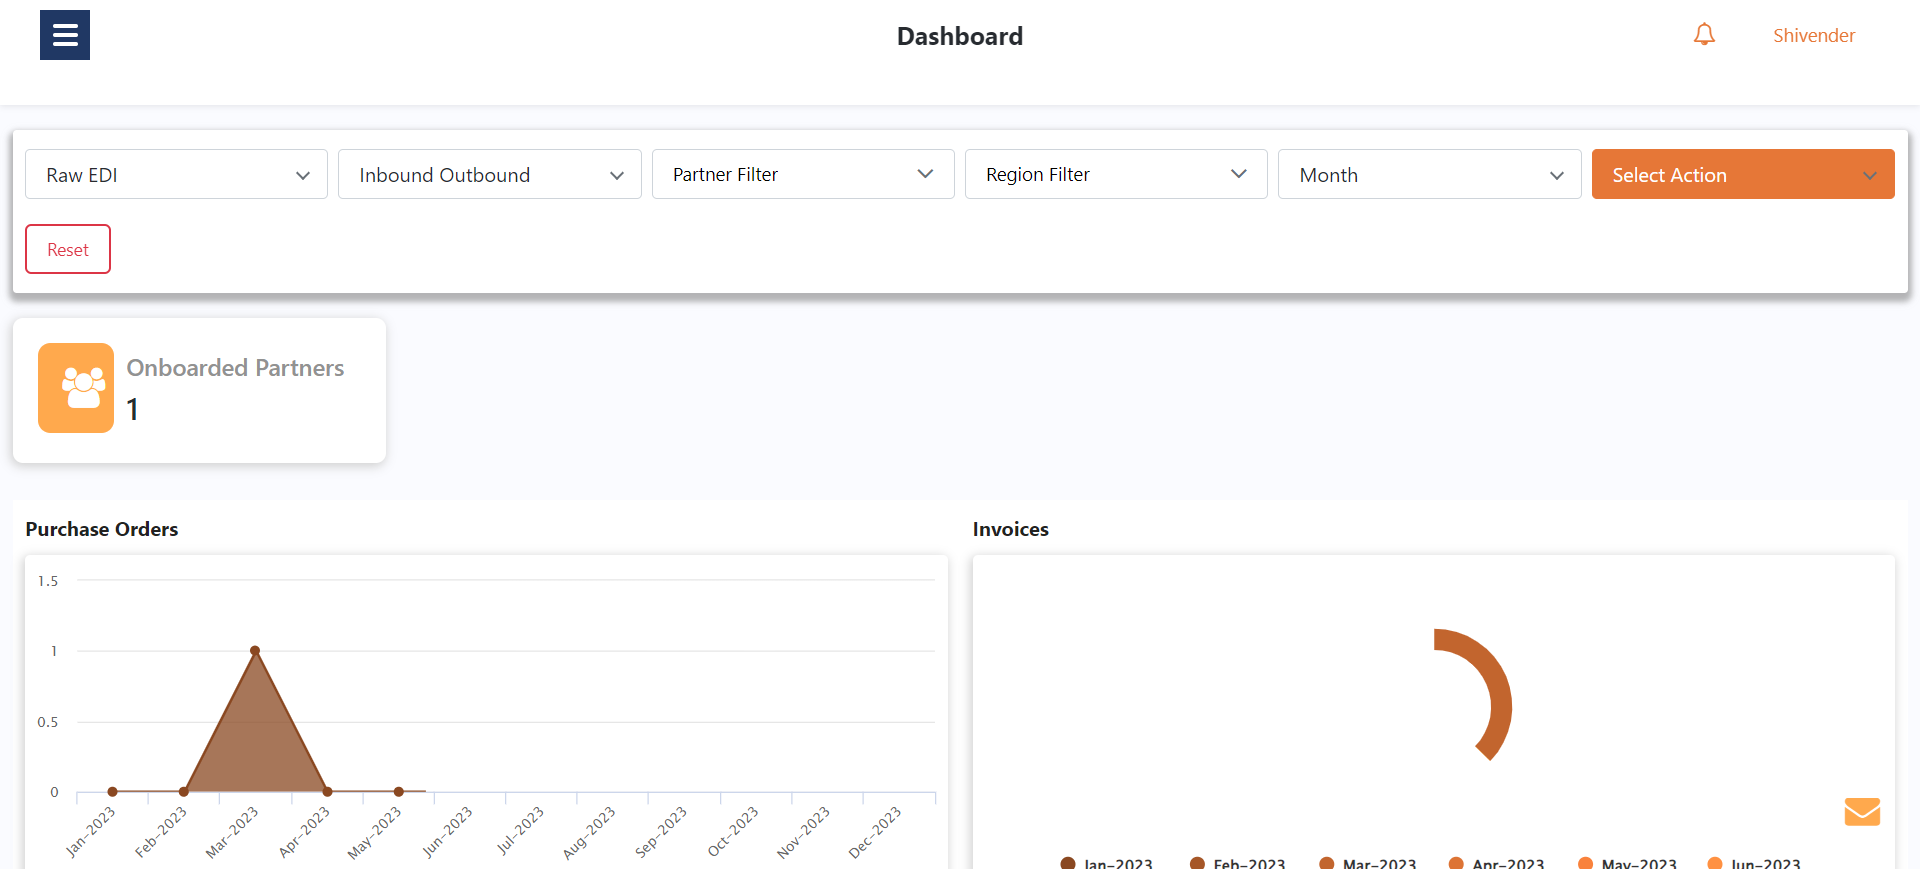 Dashboard
Shivender
Raw EDI
Inbound Outbound
Partner Filter
Region Filter
Month
Select Action
Reset
Onboarded Partners
1
Purchase Orders
1.5
1
0.5
0
Jan-2023
Feb-2023
Mar-2023
Apr-2023
May-2023
Jun-2023
Jul-2023
Aug-2023
Sep-2023
Oct-2023
Nov-2023
Dec-2023
Invoices
Jan-2023
Feb-2023
Mar-2023
Apr-2023
May-2023
Jun-2023